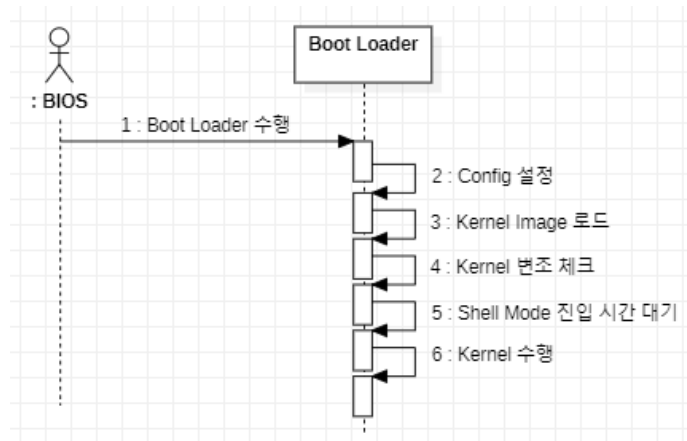 Boot Loader
: BIOS
1 : Boot Loader 수행
2 : Config 설정
3 : Kernel Image 로드
4 : Kernel 변조 체크
5 : Shell Mode 진입 시간 대기
6 : Kernel 수행